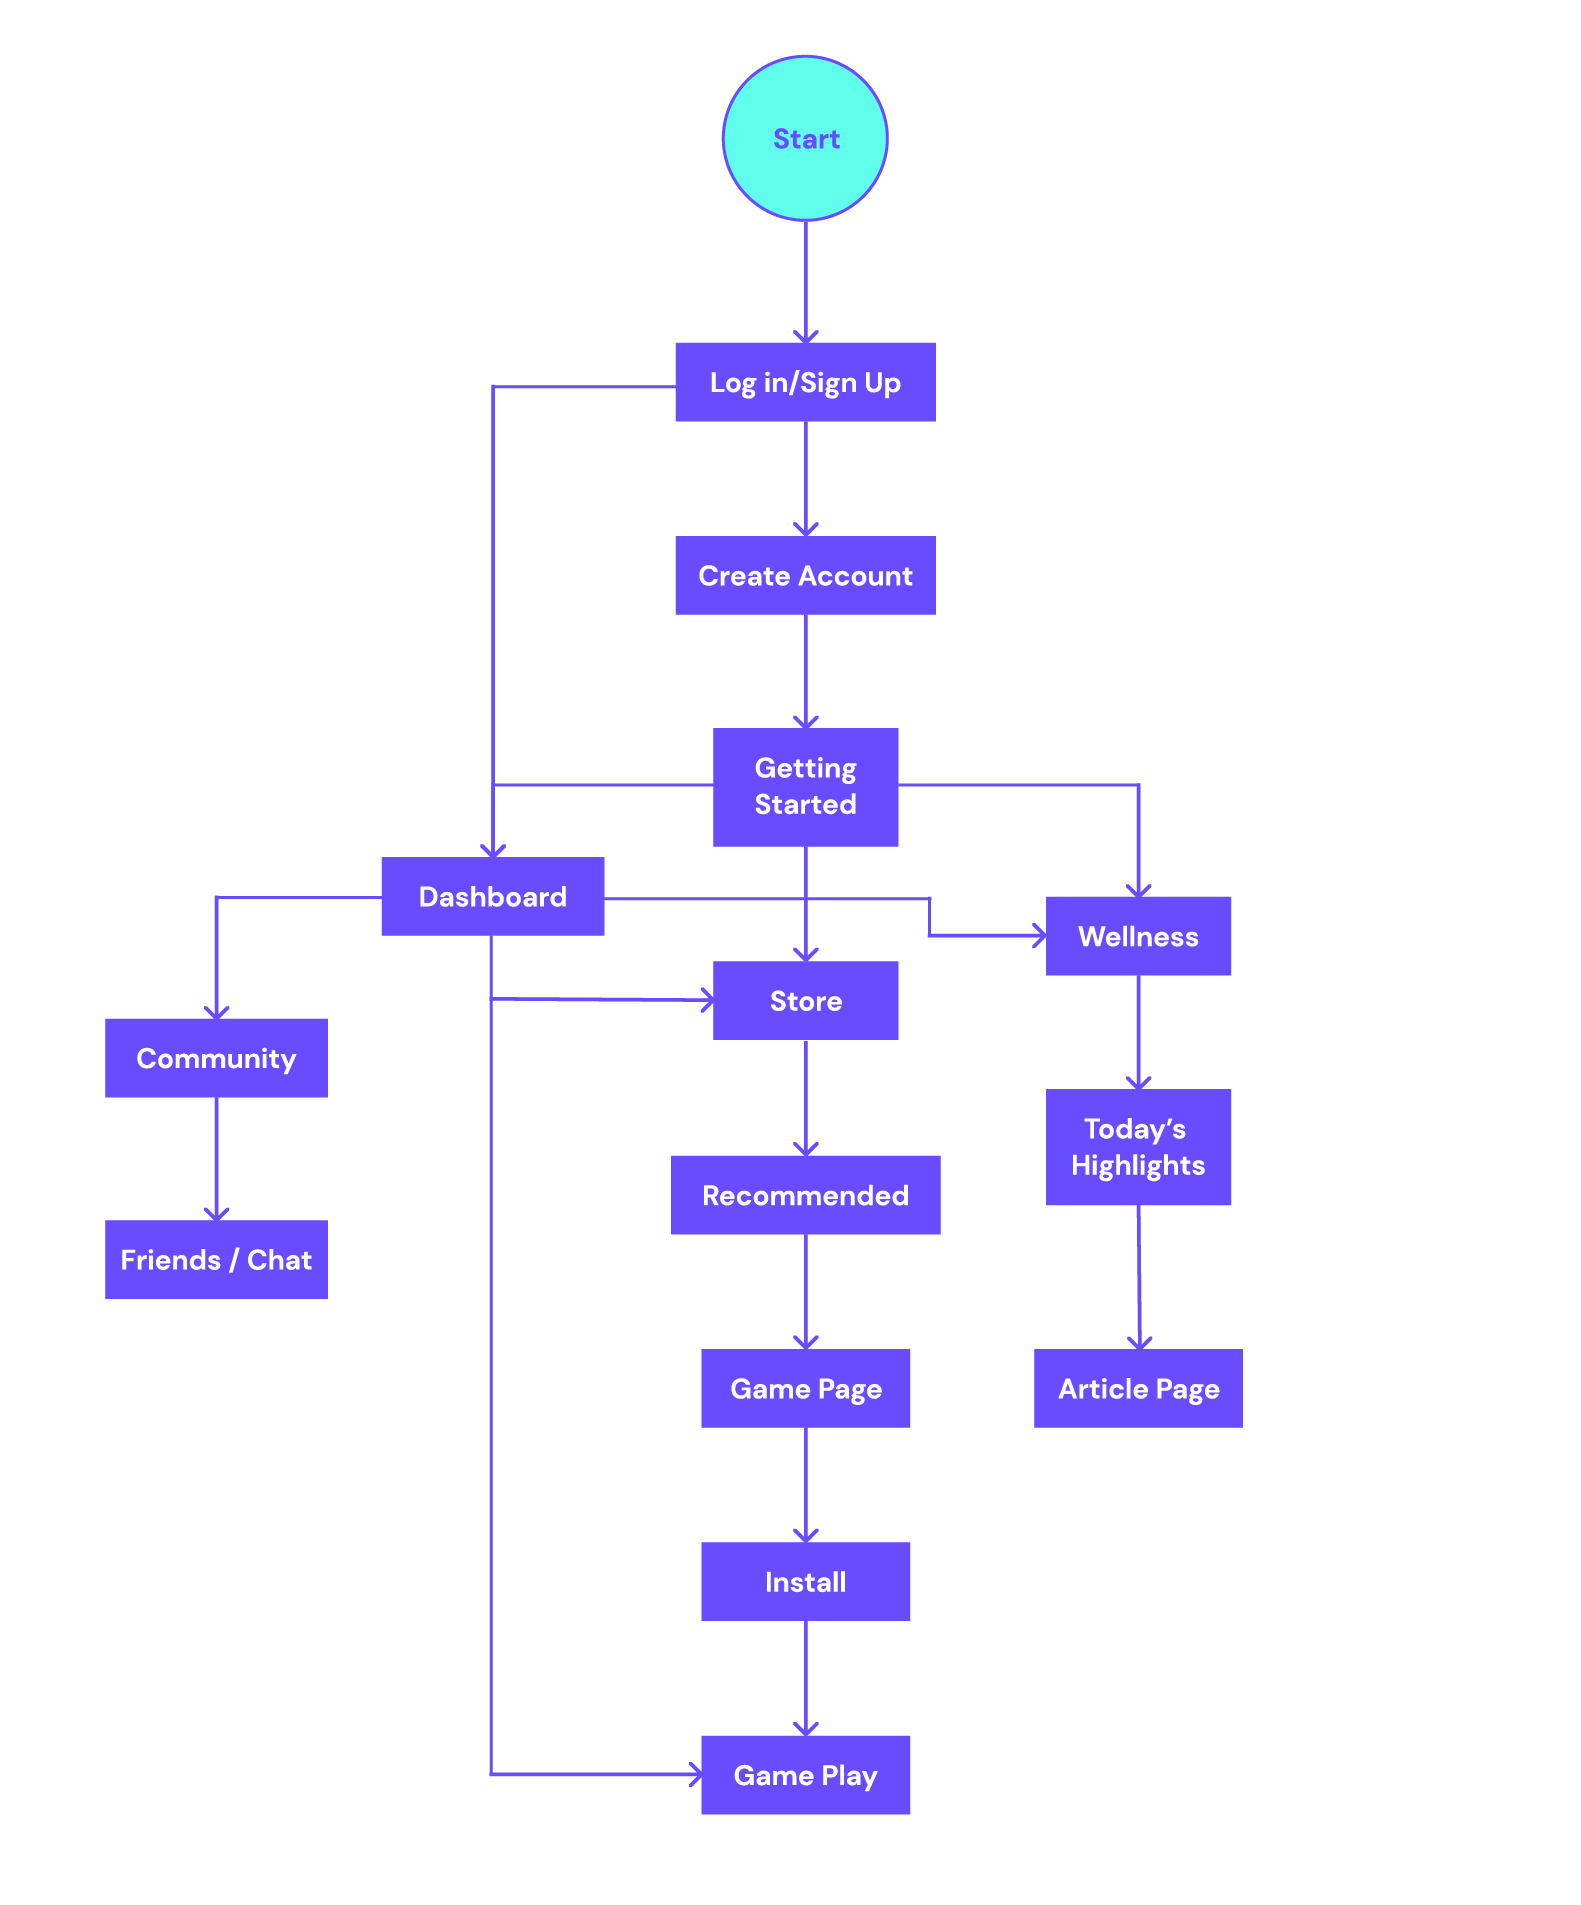 Start
Log in/Sign Up
Create Account
Getting
Started
Dashboard
Wellness
Store
Community
Today’s
Highlights
Recommended
Friends / Chat
Game Page
Article Page
Install
Game Play